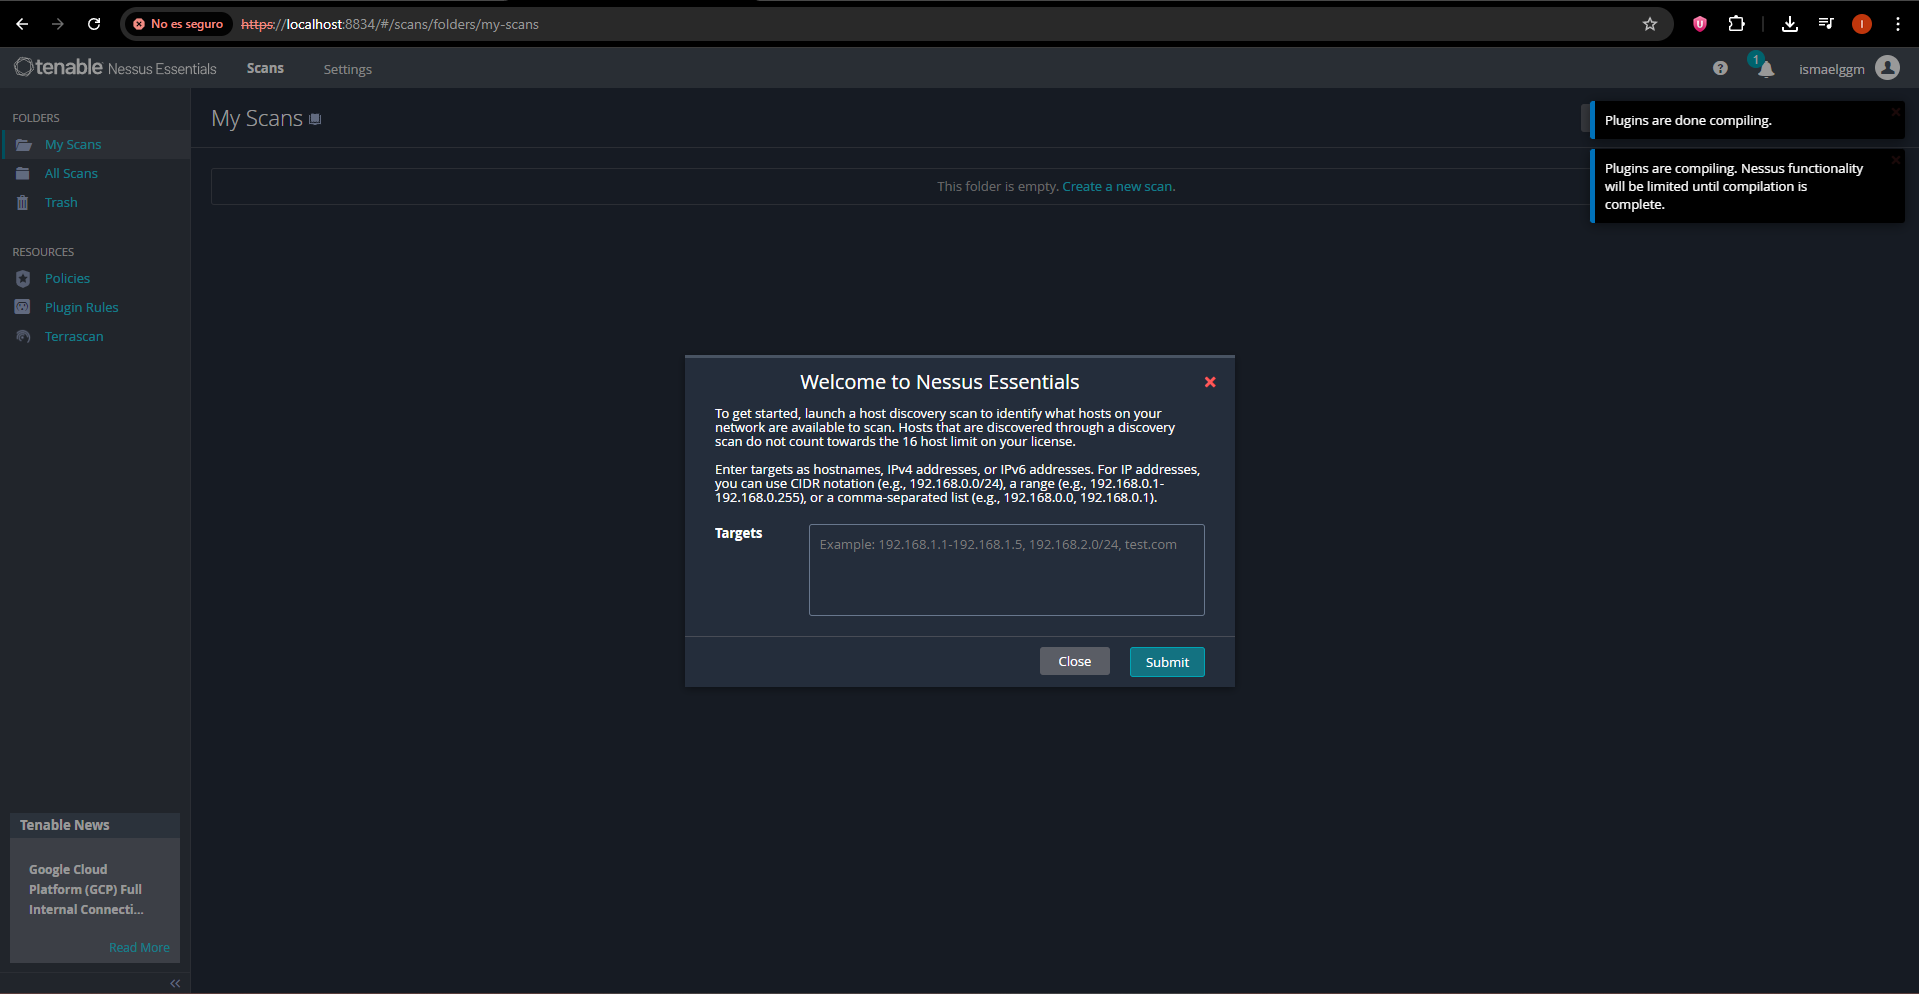 No es seguro
https://localhost:8834/#/scans/folders/my-scans
I
tenable Nessus Essentials
Scans
Settings
1
ismaelggm
FOLDERS
My Scans
All Scans
Trash
RESOURCES
Policies
Plugin Rules
Terrascan
My Scans
This folder is empty. Create a new scan.
Plugins are done compiling.
Plugins are compiling. Nessus functionality
will be limited until compilation is
complete.
Welcome to Nessus Essentials
To get started, launch a host discovery scan to identify what hosts on your
network are available to scan. Hosts that are discovered through a discovery
scan do not count towards the 16 host limit on your license.
Enter targets as hostnames, IPv4 addresses, or IPv6 addresses. For IP addresses,
you can use CIDR notation (e.g., 192.168.0.0/24), a range (e.g., 192.168.0.1-
192.168.0.255), or a comma-separated list (e.g., 192.168.0.0, 192.168.0.1).
Targets
Example: 192.168.1.1-192.168.1.5, 192.168.2.0/24, test.com
Close
Submit
Tenable News
Google Cloud
Platform (GCP) Full
Internal Connecti...
Read More